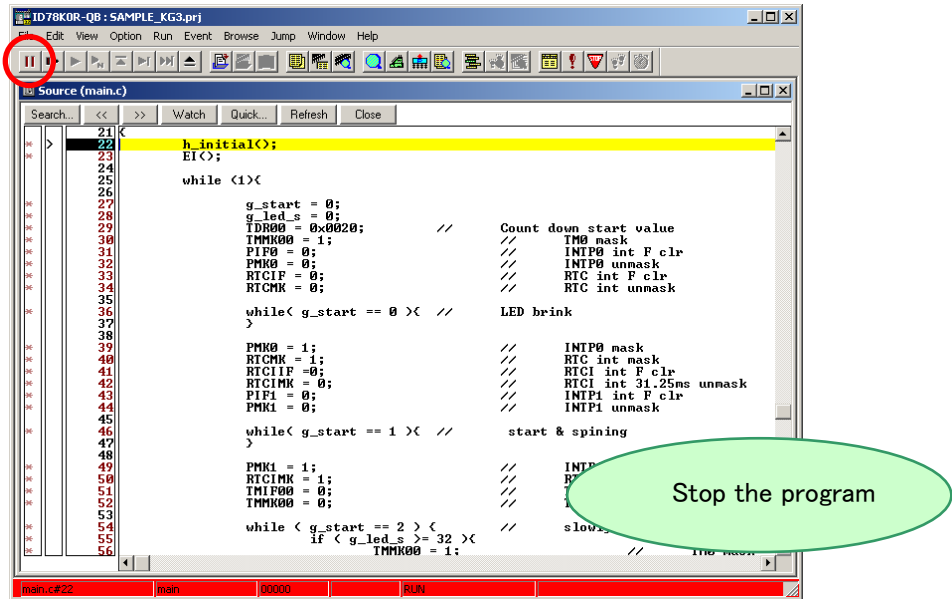 ID78K0R-QB : SAMPLE_KG3.prj
File Edit View Option Run Event Browse Jump Window Help
Source (main.c)
Search... << >> Watch Quick... Refresh Close
21 {
22 h_initial();
23 EI();
24
25 while (1){
26
27 g_start = 0;
28 g_led_s = 0;
29 TDR00 = 0x0020; // Count down start value
30 TMMK00 = 1; // TM0 mask
31 PIF0 = 0; // INTP0 int F clr
32 PMK0 = 0; // INTP0 unmask
33 RTCIF = 0; // RTC int F clr
34 RTCMK = 0; // RTC int unmask
35
36 while( g_start == 0 ){ // LED brink
37 }
38
39 PMK0 = 1; // INTP0 mask
40 RTCMK = 1; // RTC int mask
41 RTCIIF =0; // RTCI int F clr
42 RTCIMK = 0; // RTCI int 31.25ms unmask
43 PIF1 = 0; // INTP1 int F clr
44 PMK1 = 0; // INTP1 unmask
45
46 while( g_start == 1 ){ // start & spining
47 }
48
49 PMK1 = 1; //
50 RTCIMK = 1; //
51 TMIF00 = 0; //
52 TMMK00 = 0; //
53
54 while ( g_start == 2 ) { //
55 if ( g_led_s >= 32 ){
56 TMMK00 = 1; // TM0 mask
Stop the program
main.c#22 main 00000 RUN